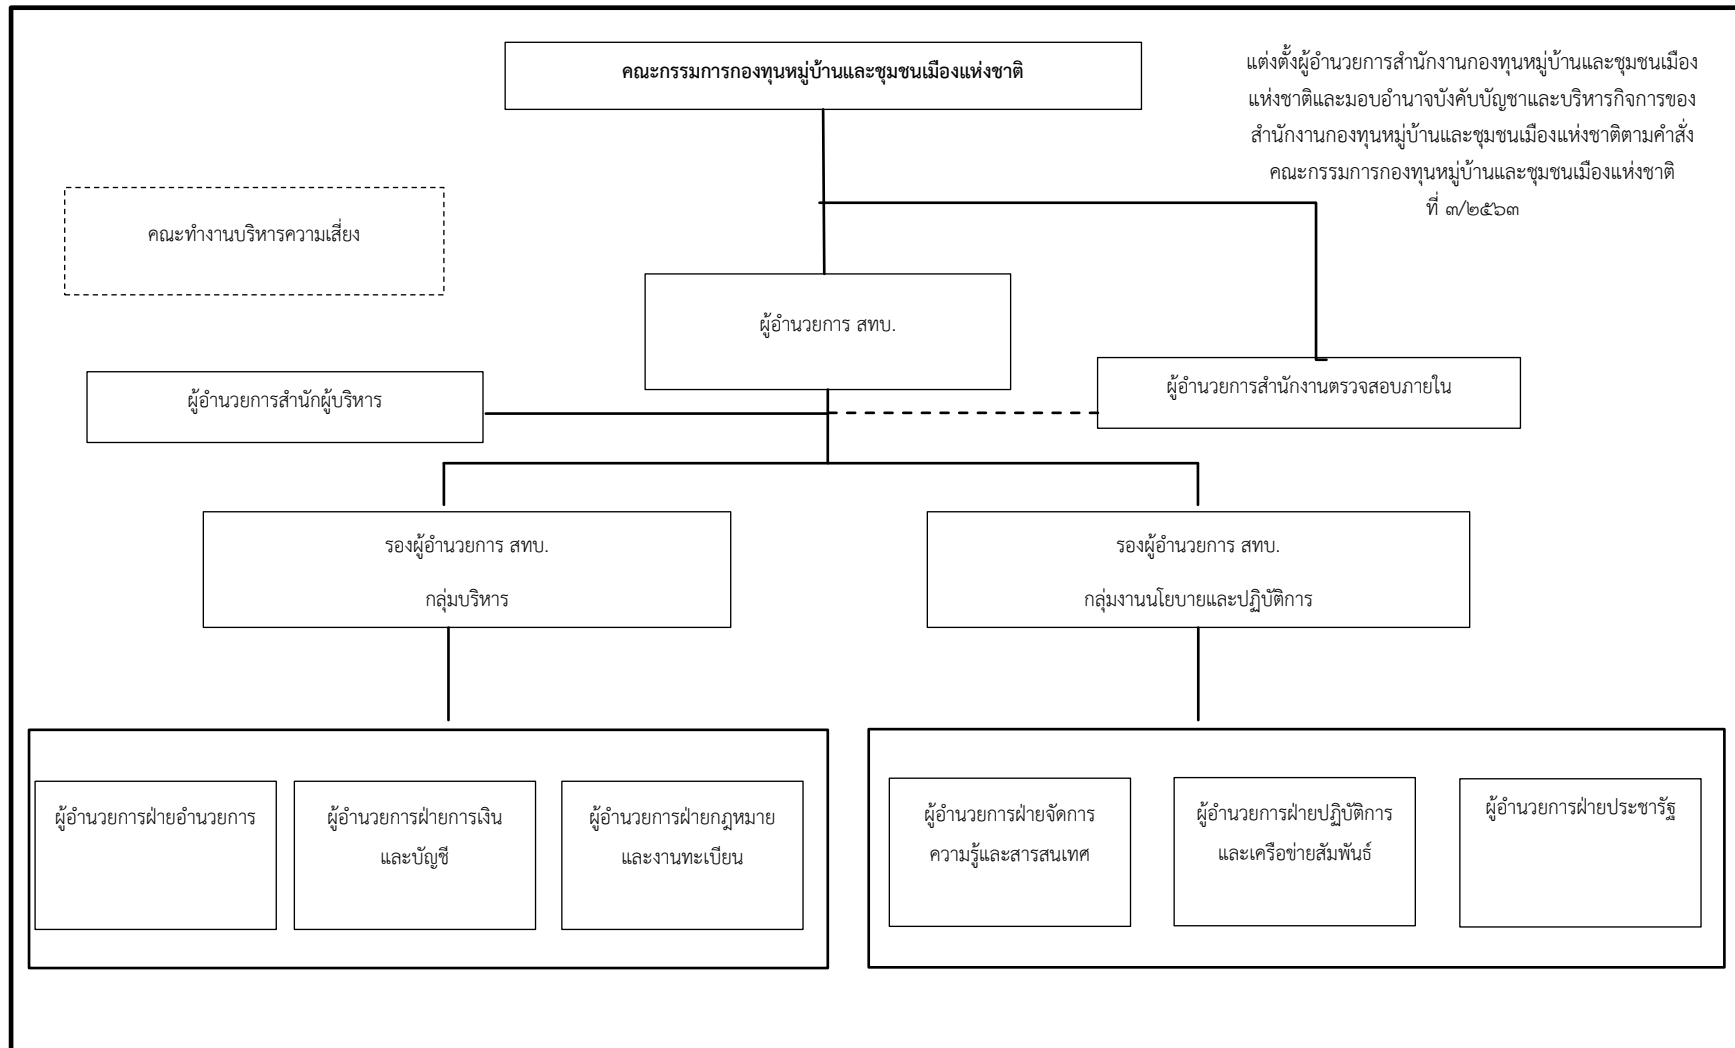 คณะกรรมการกองทุนหมู่บ้านและชุมชนเมืองแห่งชาติ
แต่งตั้งผู้อำนวยการสำนักงานกองทุนหมู่บ้านและชุมชนเมือง
แห่งชาติและมอบอำนาจบังคับบัญชาและบริหารกิจการของ
สำนักงานกองทุนหมู่บ้านและชุมชนเมืองแห่งชาติตามคำสั่ง
คณะกรรมการกองทุนหมู่บ้านและชุมชนเมืองแห่งชาติ
ที่ ๓/๒๕๖๓
คณะทำงานบริหารความเสี่ยง
ผู้อำนวยการ สทบ.
ผู้อำนวยการสำนักผู้บริหาร
ผู้อำนวยการสำนักงานตรวจสอบภายใน
รองผู้อำนวยการ สทบ.
กลุ่มบริหาร
รองผู้อำนวยการ สทบ.
กลุ่มงานนโยบายและปฏิบัติการ
ผู้อำนวยการฝ่ายอำนวยการ
ผู้อำนวยการฝ่ายการเงิน
และบัญชี
ผู้อำนวยการฝ่ายกฎหมาย
และงานทะเบียน
ผู้อำนวยการฝ่ายจัดการ
ความรู้และสารสนเทศ
ผู้อำนวยการฝ่ายปฏิบัติการ
และเครือข่ายสัมพันธ์
ผู้อำนวยการฝ่ายประชารัฐ